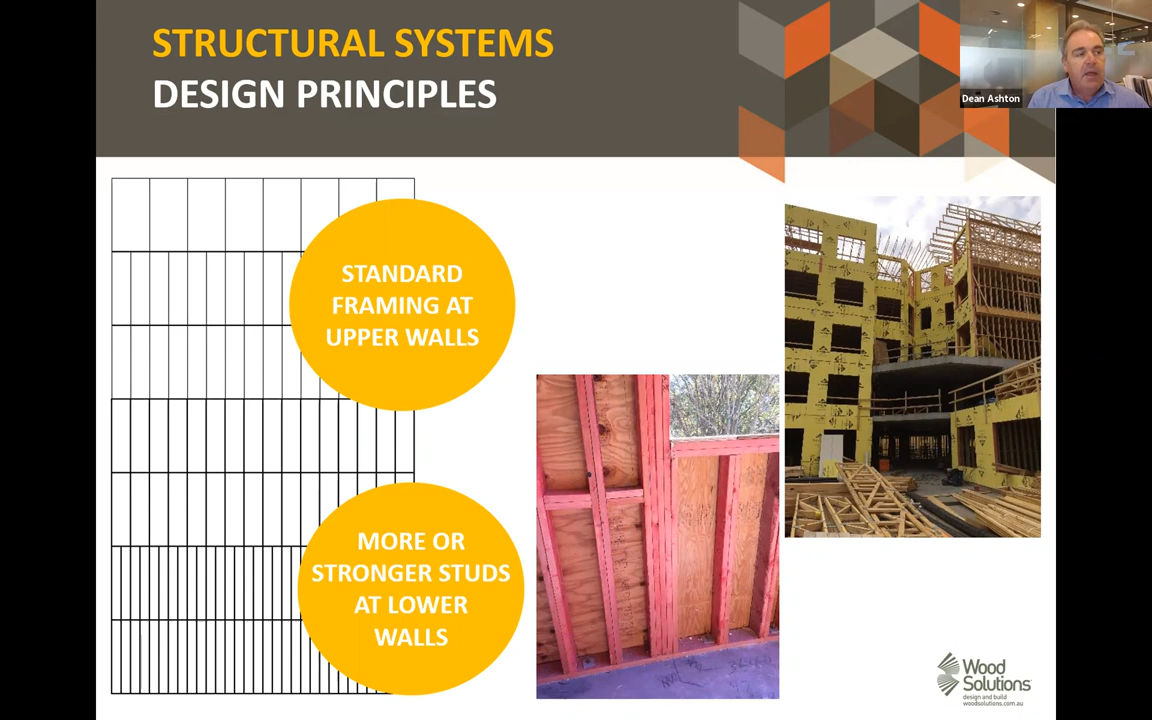 STRUCTURAL SYSTEMS
DESIGN PRINCIPLES
Dean Ashton
STANDARD
FRAMING AT
UPPER WALLS
MORE OR
STRONGER STUDS
AT LOWER
WALLS
Wood
Solutions
design and build
woodsolutions.com.au